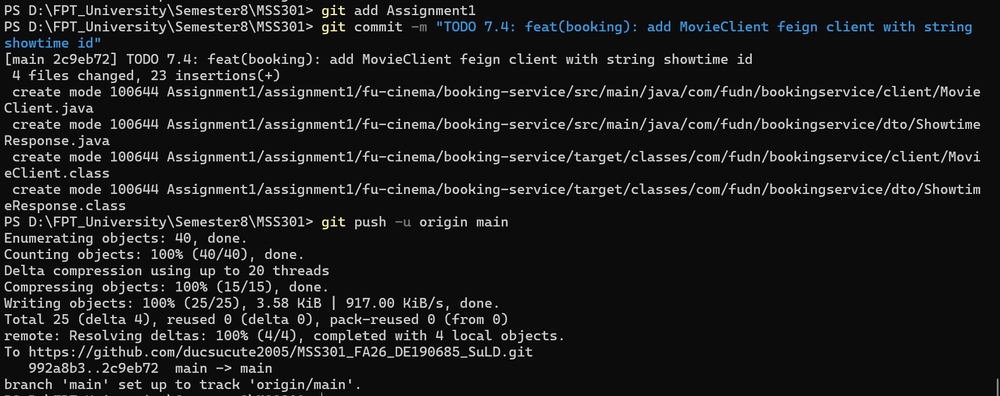 PS D:\FPT_University\Semester8\MSS301> git add Assignment1
PS D:\FPT_University\Semester8\MSS301> git commit -m "TODO 7.4: feat(booking): add MovieClient feign client with string
showtime id"
[main 2c9eb72] TODO 7.4: feat(booking): add MovieClient feign client with string showtime id
 4 files changed, 23 insertions(+)
 create mode 100644 Assignment1/assignment1/fu-cinema/booking-service/src/main/java/com/fudn/bookingservice/client/Movie
Client.java
 create mode 100644 Assignment1/assignment1/fu-cinema/booking-service/src/main/java/com/fudn/bookingservice/dto/Showtime
Response.java
 create mode 100644 Assignment1/assignment1/fu-cinema/booking-service/target/classes/com/fudn/bookingservice/client/Movi
eClient.class
 create mode 100644 Assignment1/assignment1/fu-cinema/booking-service/target/classes/com/fudn/bookingservice/dto/Showtim
eResponse.class
PS D:\FPT_University\Semester8\MSS301> git push -u origin main
Enumerating objects: 40, done.
Counting objects: 100% (40/40), done.
Delta compression using up to 20 threads
Compressing objects: 100% (15/15), done.
Writing objects: 100% (25/25), 3.58 KiB | 917.00 KiB/s, done.
Total 25 (delta 4), reused 0 (delta 0), pack-reused 0 (from 0)
remote: Resolving deltas: 100% (4/4), completed with 4 local objects.
To https://github.com/ducsucute2005/MSS301_FA26_DE190685_SuLD.git
   992a8b3..2c9eb72  main -> main
branch 'main' set up to track 'origin/main'.